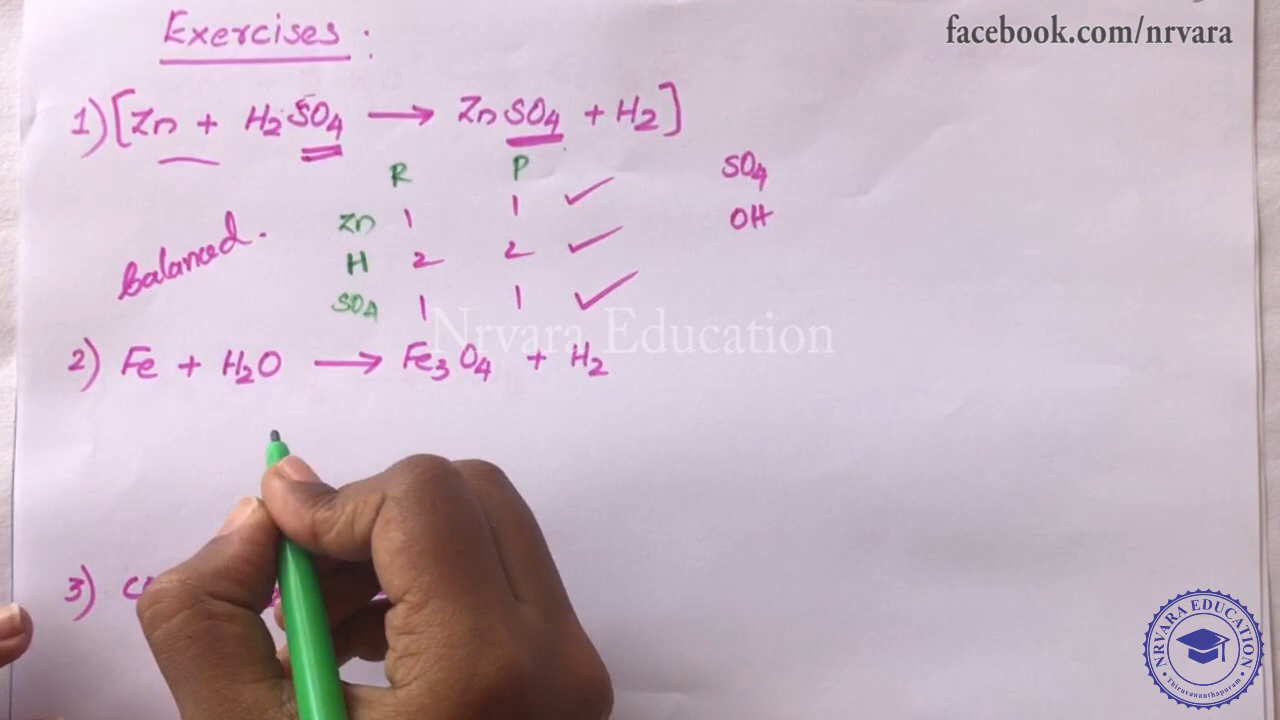 facebook.com/nrvara
Exercises :
1) [Zn + H2SO4 → ZnSO4 + H2]
R P SO4
Zn 1 1 ✓ OH
H 2 2 ✓
SO4 1 1 ✓
Balanced.
Nrvara Education
2) Fe + H2O → Fe3O4 + H2
3)
NRVARA EDUCATION
Thiruvananthapuram